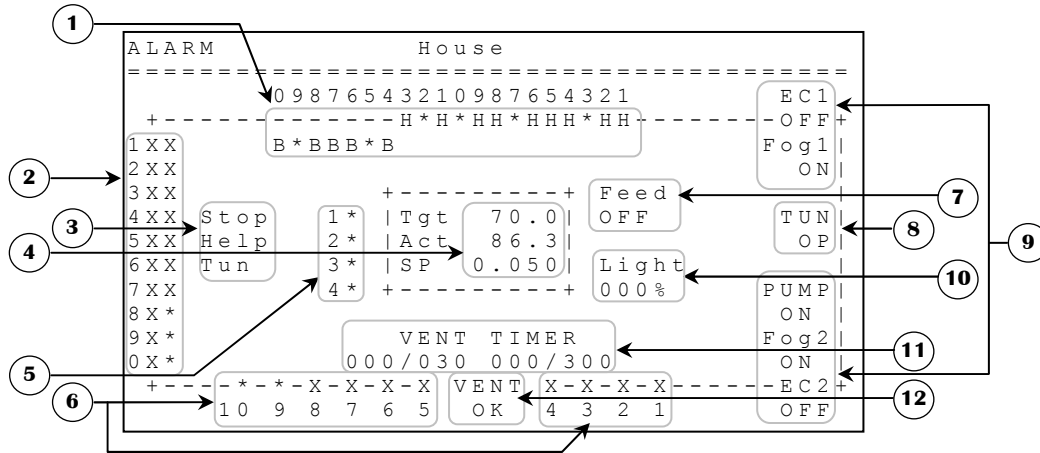 1
ALARM House
========================================
09876543210987654321 EC1
+-------------H*H*HH*HHH*HH--------OFF+
B*BBB*B Fog1
1XX
2XX ON
2
3XX +---------+ Feed
7
3
4XX Stop 1* |Tgt 70.0| OFF TUN
8
5XX Help 2* |Act 86.3| OP
9
4
6XX Tun 3* |SP 0.050| Light
10
7XX 4* +---------+ 000% PUMP
8X* ON
9X* VENT TIMER Fog2
11
5
0X* 000/030 000/300 ON
+----*-*-X-X-X-X VENT X-X-X-X------EC2+
12
6
10 9 8 7 6 5 OK 4 3 2 1 OFF